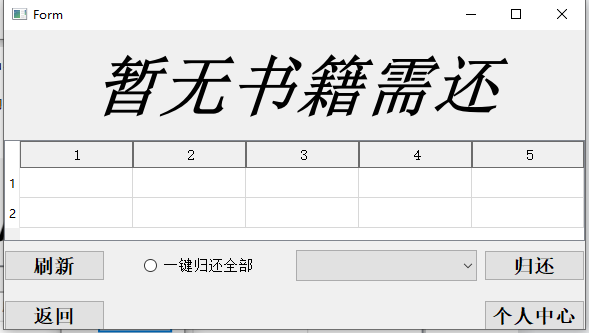 Form
暂无书籍需还
1 2 3 4 5
1
2
刷新 一键归还全部 归还
返回 个人中心